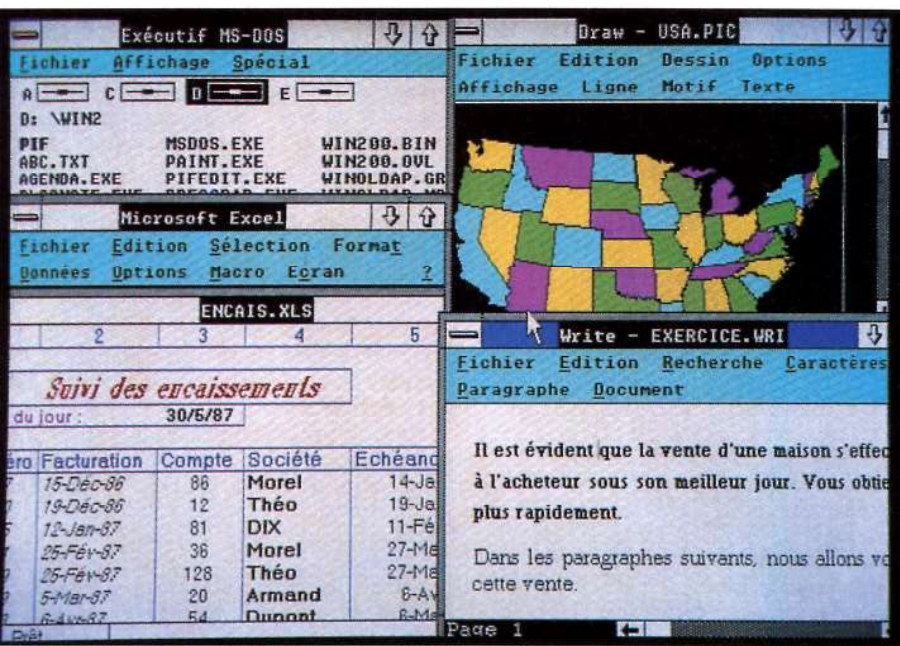 Exécutif MS-DOS
Fichier Affichage Spécial
A C D E
D: \WIN2
PIF MSDOS.EXE WIN200.BIN
ABC.TXT PAINT.EXE WIN200.OVL
AGENDA.EXE PIFEDIT.EXE WINOLDAP.GR
Microsoft Excel
Fichier Edition Sélection Format
Données Options Macro Ecran ?
ENCAIS.XLS
2 3 4 5
Suivi des encaissements
du jour : 30/5/87
Facturation Compte Société Echéanc
15-Déc-86 86 Morel 14-Ja
19-Déc-86 12 Théo 19-Ja
12-Jan-87 81 DIX 11-Fé
25-Fév-87 36 Morel 27-Ma
25-Fév-87 128 Théo 27-Ma
5-Mar-87 20 Armand 6-Av
6-Avr-87 54 Dupont 6-Ma
Prêt
Draw - USA.PIC
Fichier Edition Dessin Options
Affichage Ligne Motif Texte
Write - EXERCICE.WRI
Fichier Edition Recherche Caractères
Paragraphe Document
Il est évident que la vente d'une maison s'effec
à l'acheteur sous son meilleur jour. Vous obtie
plus rapidement.
Dans les paragraphes suivants, nous allons vo
cette vente.
Page 1